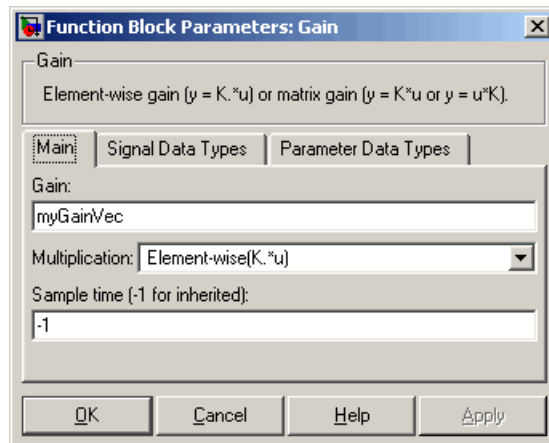 Function Block Parameters: Gain
Gain
Element-wise gain (y = K.*u) or matrix gain (y = K*u or y = u*K).
Main Signal Data Types Parameter Data Types
Gain:
myGainVec
Multiplication: Element-wise(K.*u)
Sample time (-1 for inherited):
-1
OK Cancel Help Apply